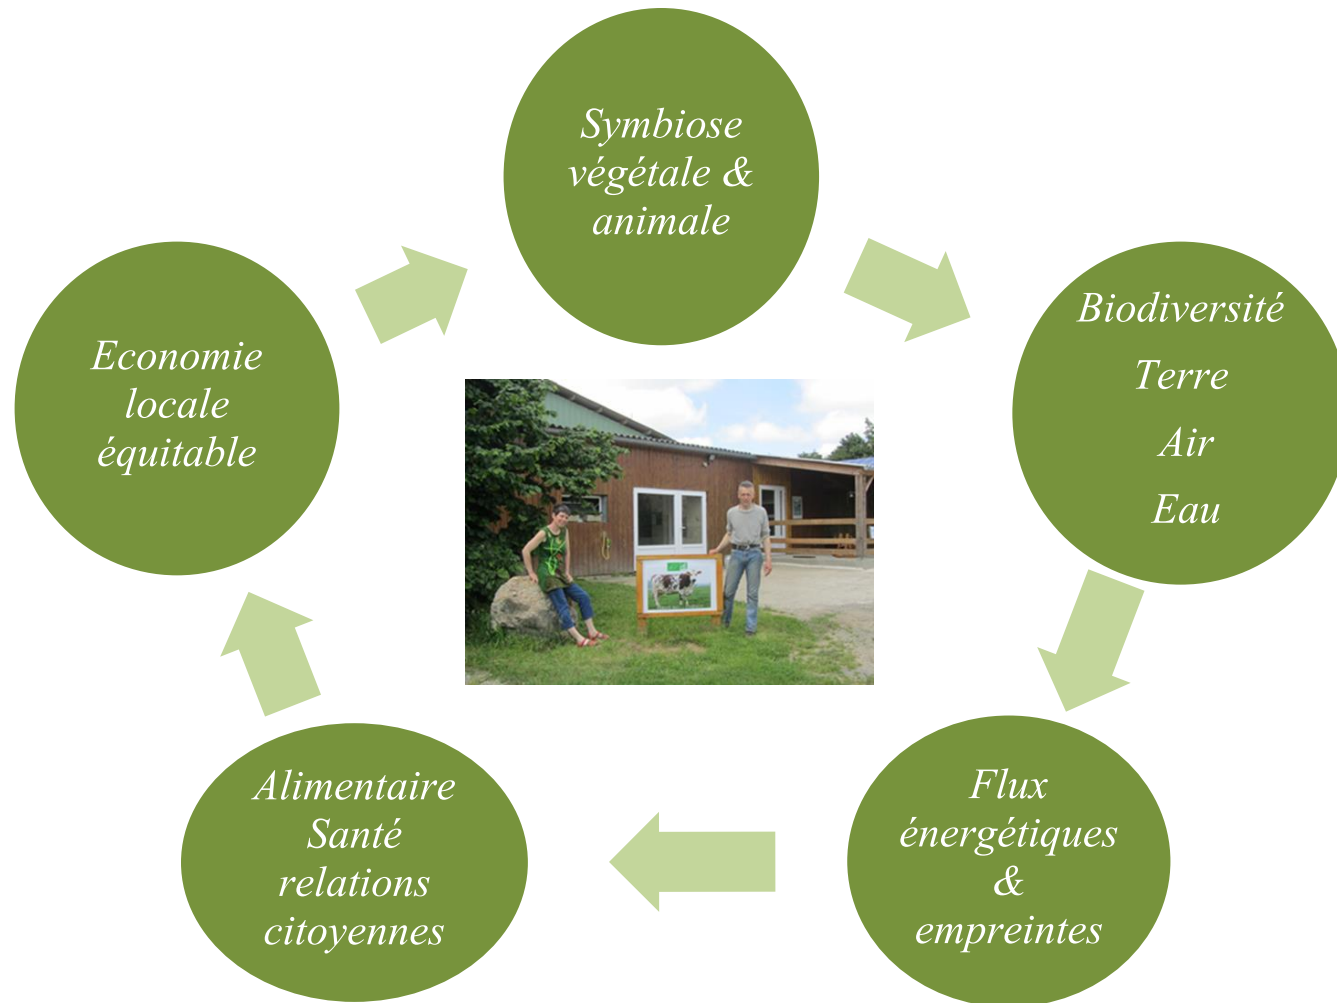 Symbiose
végétale &
animale
Biodiversité
Terre
Air
Eau
Flux
énergétiques
&
empreintes
Alimentaire
Santé
relations
citoyennes
Economie
locale
équitable